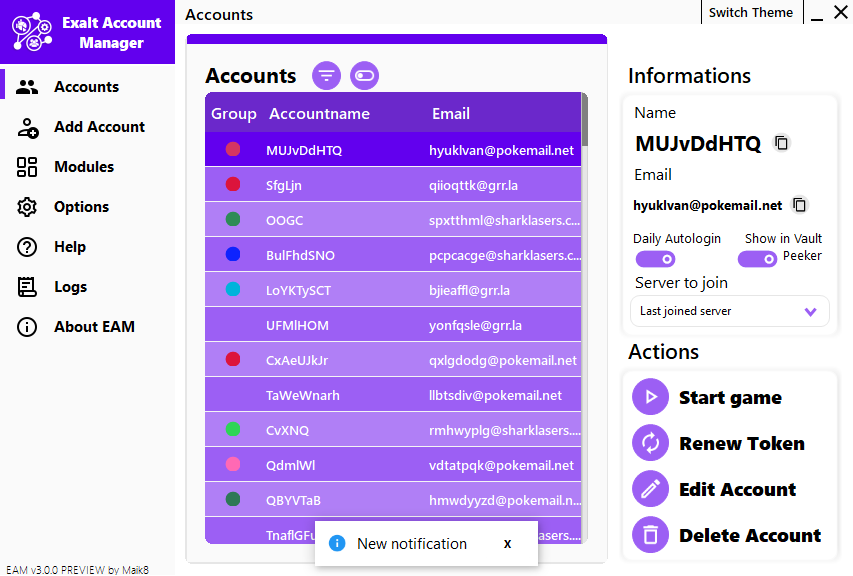 Exalt Account
Manager
Accounts
Switch Theme
Accounts
Add Account
Modules
Options
Help
Logs
About EAM
EAM v3.0.0 PREVIEW by Maik8
Accounts
Group Accountname Email
MUJvDdHTQ hyuklvan@pokemail.net
SfgLjn qiioqttk@grr.la
OOGC spxtthml@sharklasers.c...
BulFhdSNO pcpcacge@sharklasers.c...
LoYKTySCT bjieaffl@grr.la
UFMlHOM yonfqsle@grr.la
CxAeUJkJr qxlgdodg@pokemail.net
TaWeWnarh llbtsdiv@pokemail.net
CvXNQ rmhwyplg@sharklasers....
QdmlWl vdtatpqk@pokemail.net
QBYVTaB hmwdyyzd@pokemail.n...
New notification x
Informations
Name
MUJvDdHTQ
Email
hyuklvan@pokemail.net
Daily Autologin
Show in Vault
Peeker
Server to join
Last joined server
Actions
Start game
Renew Token
Edit Account
Delete Account